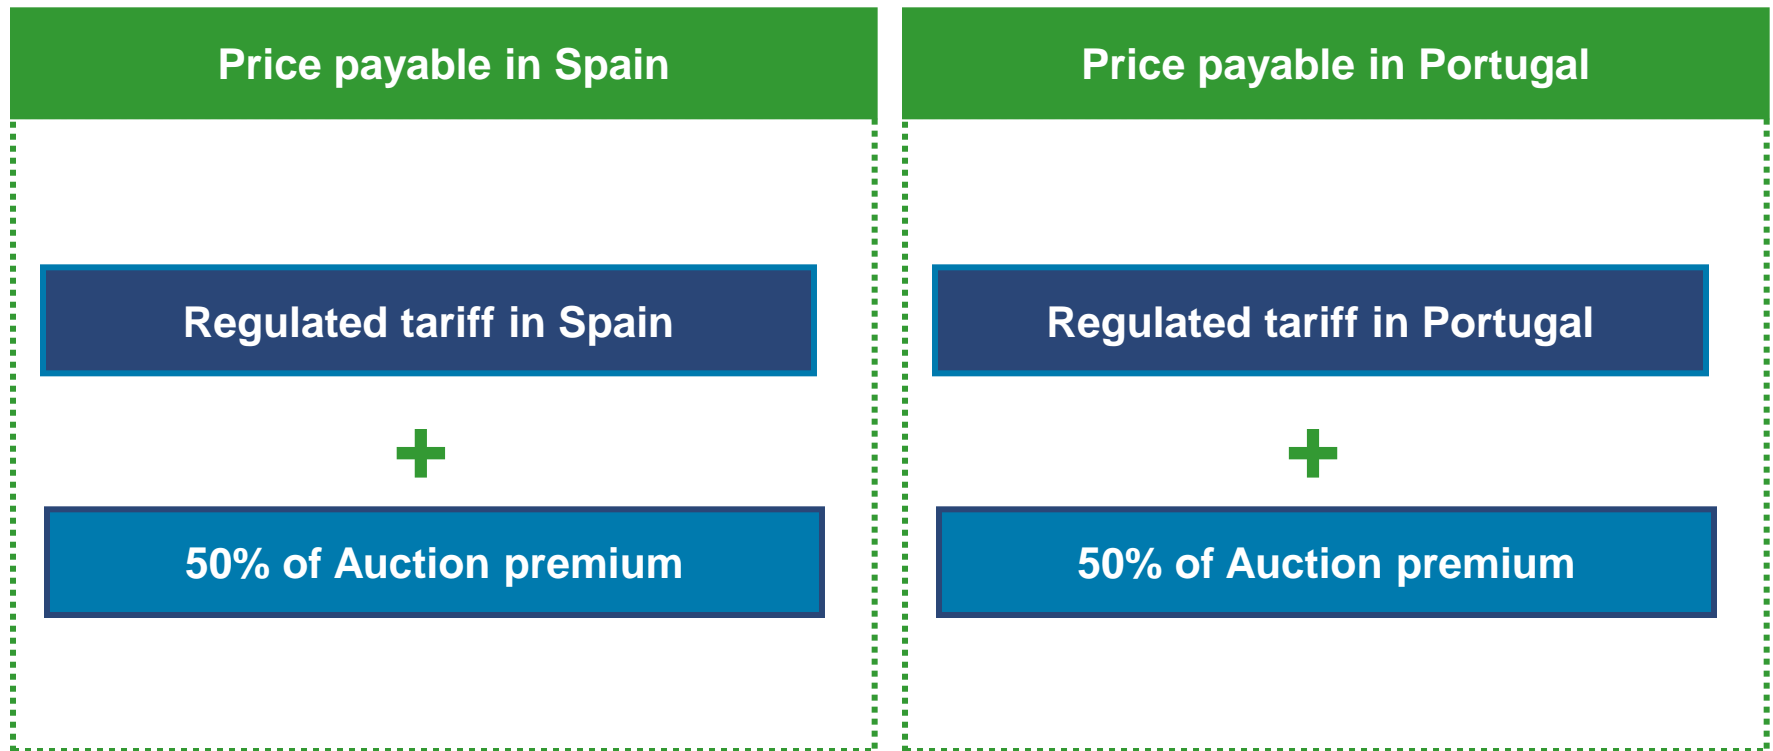 Price payable in Spain
Regulated tariff in Spain
+
50% of Auction premium
Price payable in Portugal
Regulated tariff in Portugal
+
50% of Auction premium